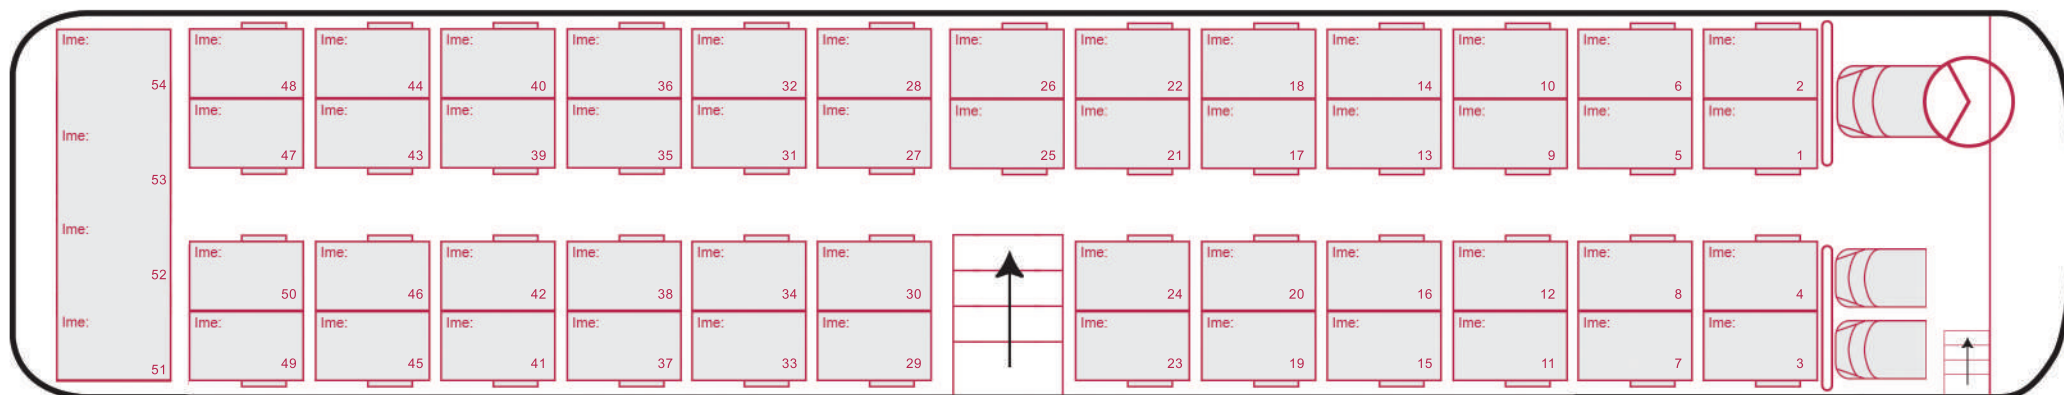 Ime: Ime: Ime: Ime: Ime: Ime: Ime: Ime: Ime: Ime: Ime: Ime: Ime: Ime:
54 48 44 40 36 32 28 26 22 18 14 10 6 2
Ime: Ime: Ime: Ime: Ime: Ime: Ime: Ime: Ime: Ime: Ime: Ime: Ime: Ime:
53 47 43 39 35 31 27 25 21 17 13 9 5 1
Ime: Ime: Ime: Ime: Ime: Ime: Ime: Ime: Ime: Ime: Ime: Ime: Ime:
52 50 46 42 38 34 30 24 20 16 12 8 4
Ime: Ime: Ime: Ime: Ime: Ime: Ime: Ime: Ime: Ime: Ime: Ime: Ime:
51 49 45 41 37 33 29 23 19 15 11 7 3